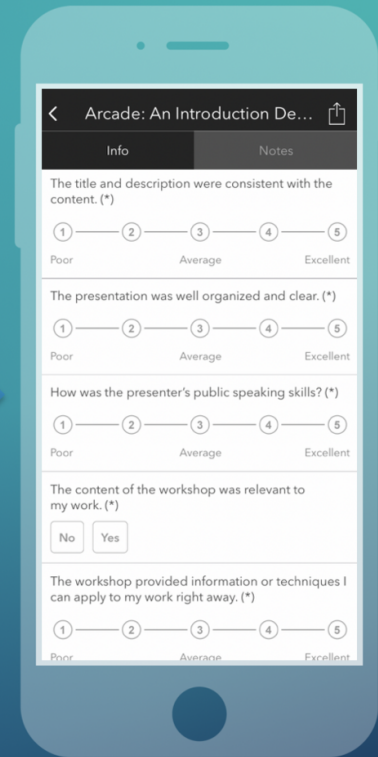 Arcade: An Introduction De...
Info Notes
The title and description were consistent with the
content. (*)
1 2 3 4 5
Poor Average Excellent
The presentation was well organized and clear. (*)
1 2 3 4 5
Poor Average Excellent
How was the presenter's public speaking skills? (*)
1 2 3 4 5
Poor Average Excellent
The content of the workshop was relevant to
my work. (*)
No Yes
The workshop provided information or techniques I
can apply to my work right away. (*)
1 2 3 4 5
Poor Average Excellent